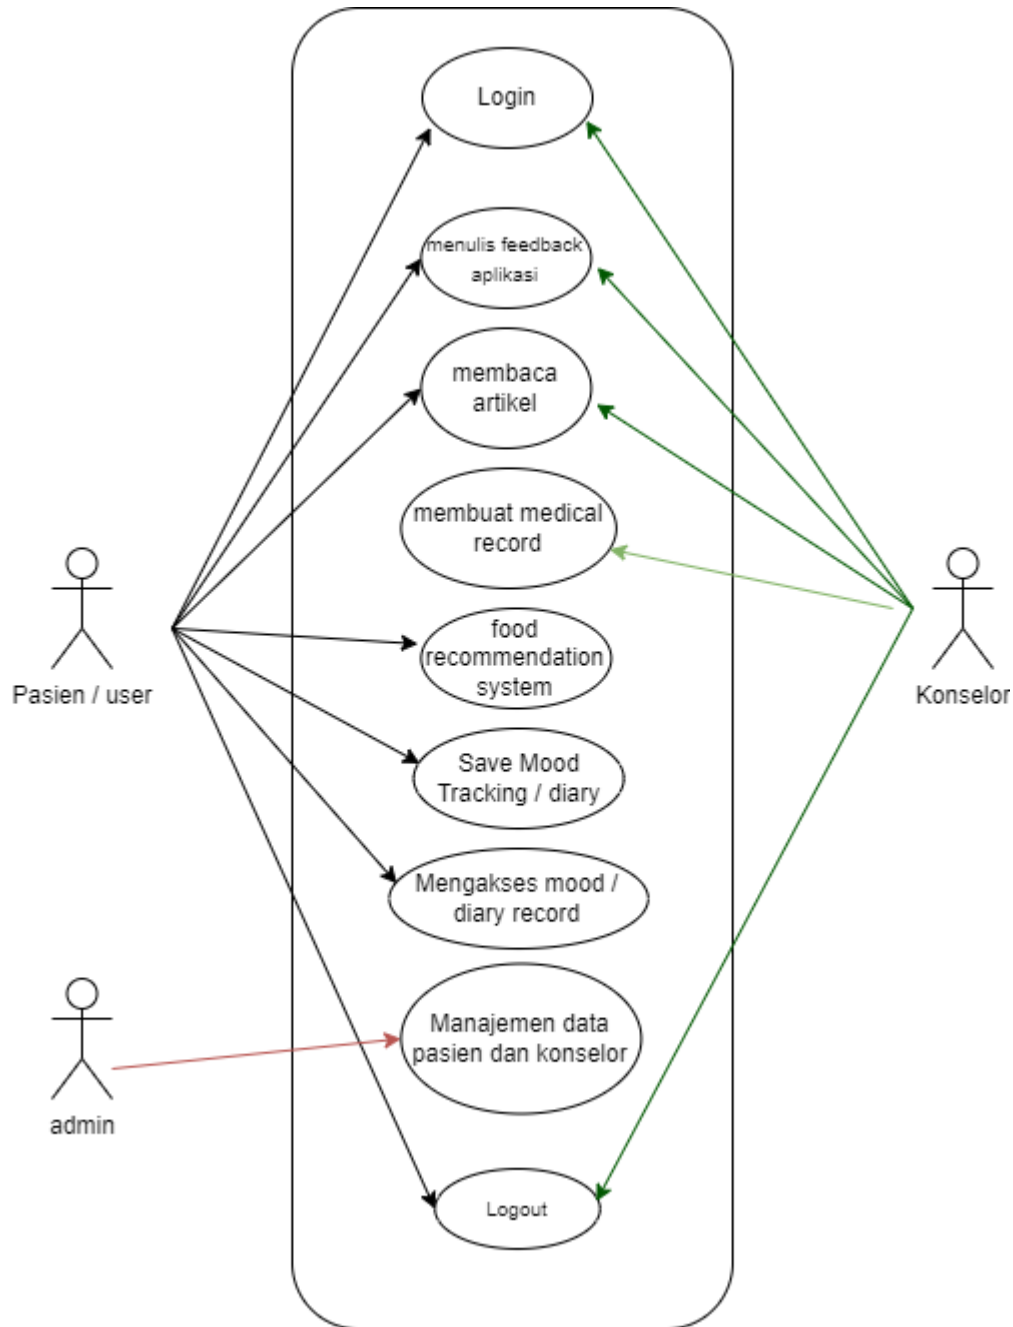 Login
menulis feedback
aplikasi
membaca
artikel
membuat medical
record
food
recommendation
system
Pasien / user
Konselor
Save Mood
Tracking / diary
Mengakses mood /
diary record
Manajemen data
pasien dan konselor
admin
Logout